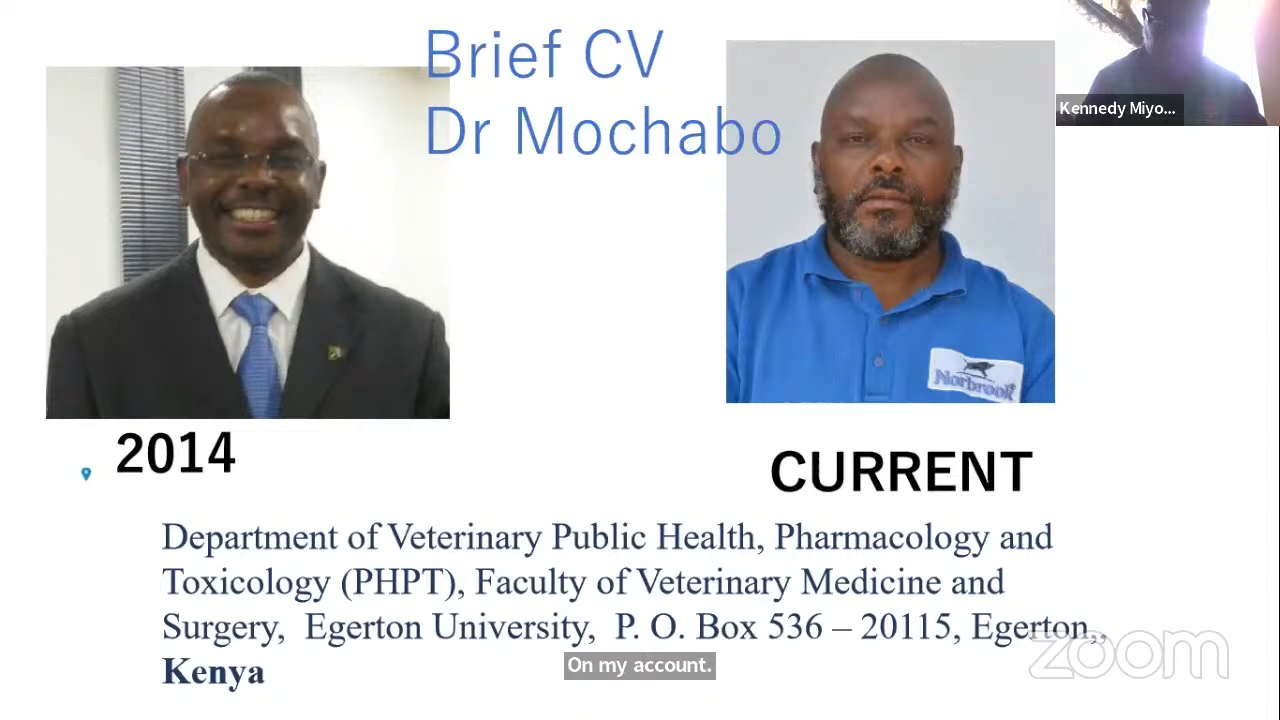 Brief CV
Dr Mochabo
Kennedy Miyo...
Norbrook®
2014
CURRENT
Department of Veterinary Public Health, Pharmacology and
Toxicology (PHPT), Faculty of Veterinary Medicine and
Surgery, Egerton University, P. O. Box 536 – 20115, Egerton,,
Kenya
On my account.
zoom